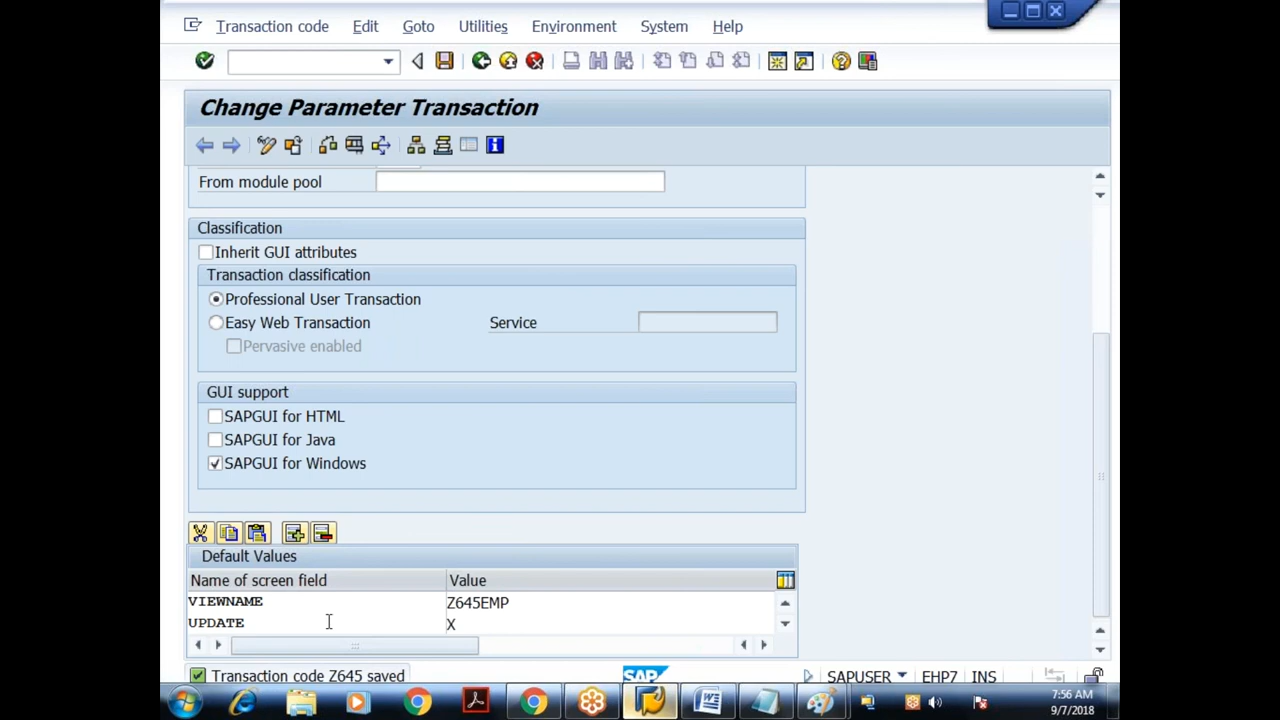 Transaction code Edit Goto Utilities Environment System Help
Change Parameter Transaction
From module pool
Classification
Inherit GUI attributes
Transaction classification
Professional User Transaction
Easy Web Transaction Service
Pervasive enabled
GUI support
SAPGUI for HTML
SAPGUI for Java
SAPGUI for Windows
Default Values
Name of screen field Value
VIEWNAME Z645EMP
UPDATE X
Transaction code Z645 saved SAP SAPUSER EHP7 INS
7:56 AM
9/7/2018